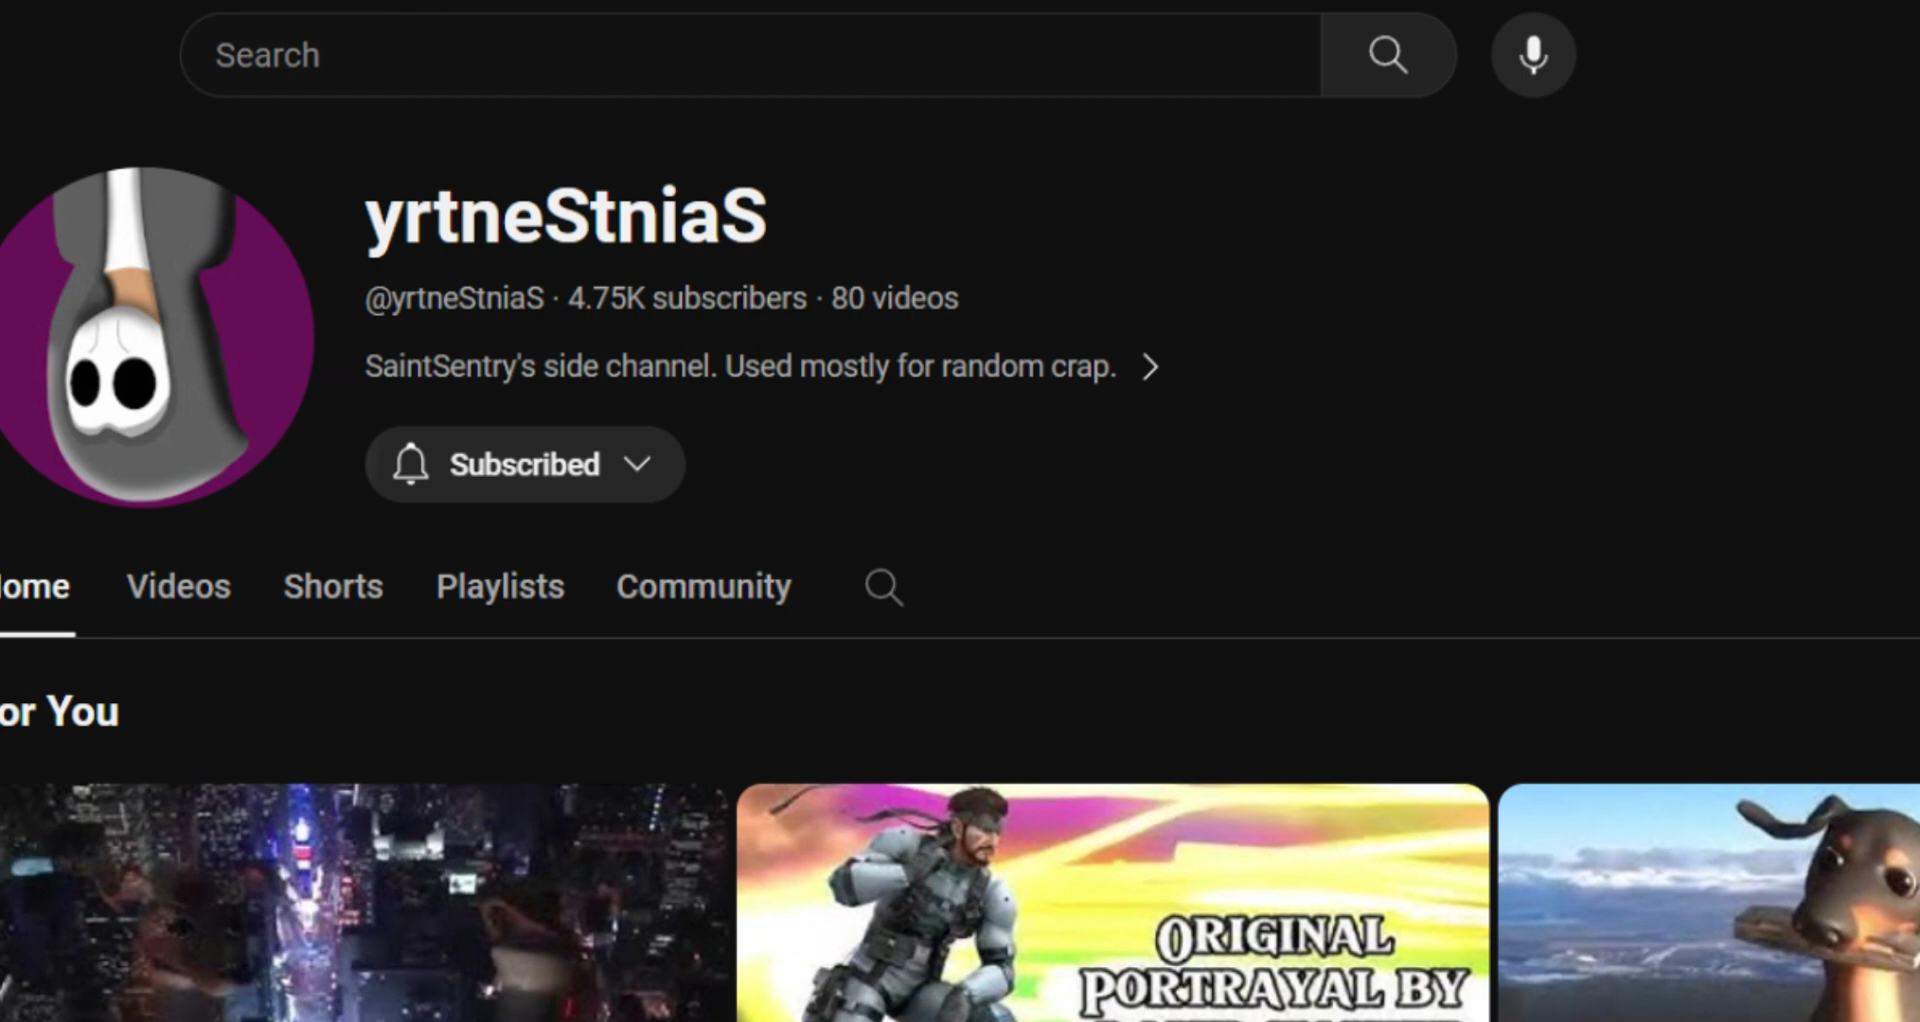 Search
yrtneStniaS
@yrtneStniaS · 4.75K subscribers · 80 videos
SaintSentry's side channel. Used mostly for random crap.
Subscribed
ome Videos Shorts Playlists Community
or You
ORIGINAL
PORTRAYAL BY